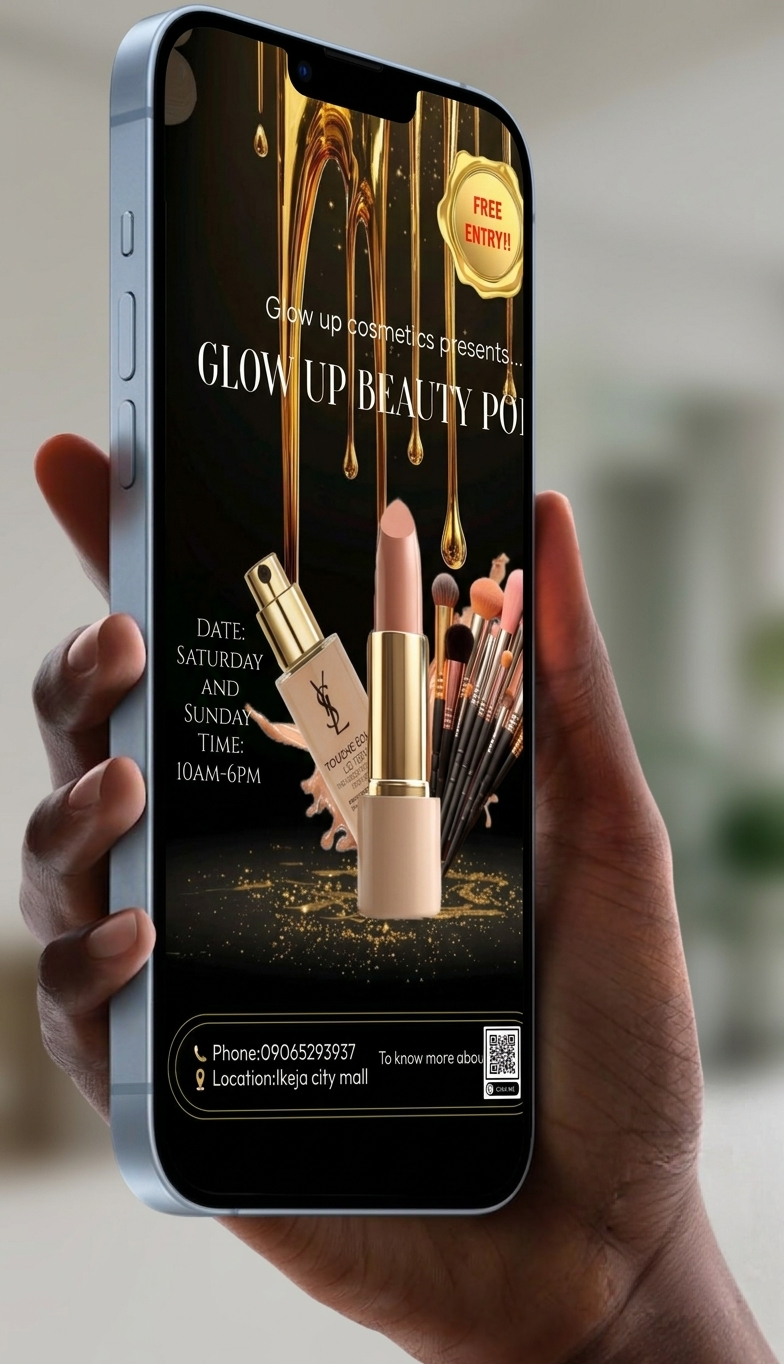 FREE
ENTRY!!
Glow up cosmetics presents...
GLOW UP BEAUTY PO
DATE:
SATURDAY
AND
SUNDAY
TIME:
10AM-6PM
YSL
Phone:09065293937
Location:Ikeja city mall
To know more abou